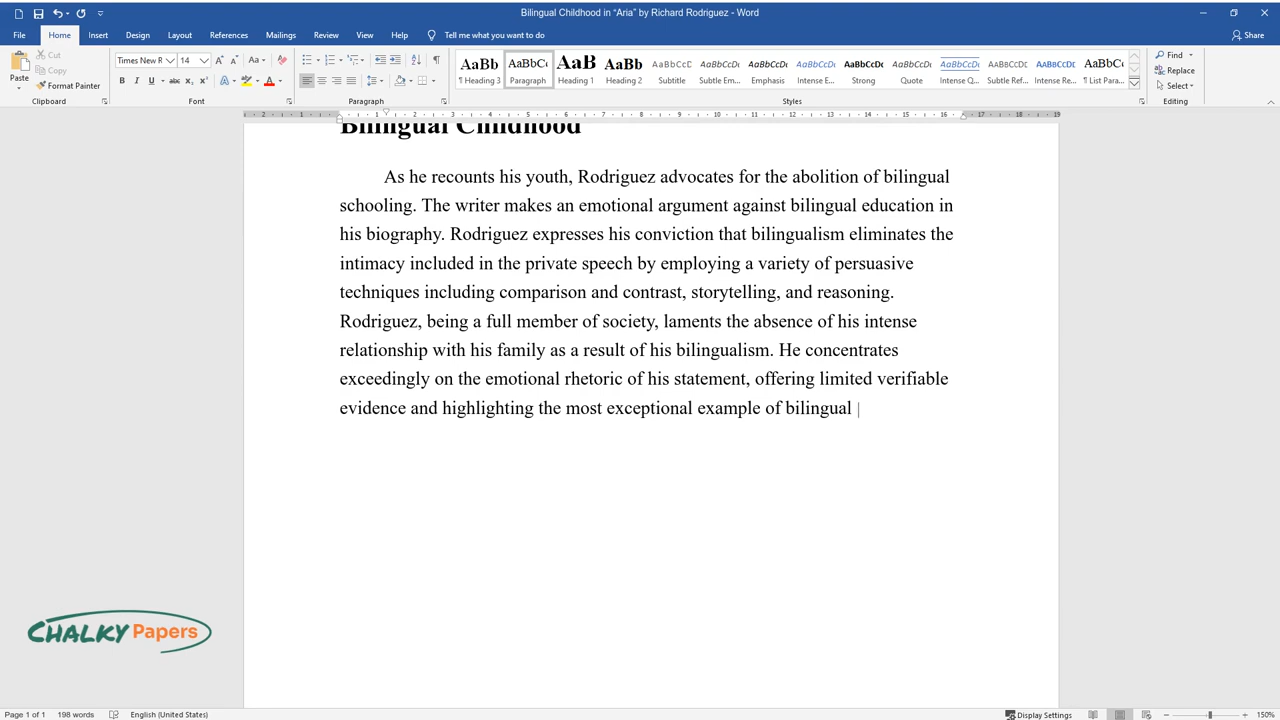 Bilingual Childhood in “Aria” by Richard Rodriguez - Word
File Home Insert Design Layout References Mailings Review View Help Tell me what you want to do Share
Paste Cut Copy Format Painter Clipboard
Times New R 14 Aa Font
Paragraph
AaBb AaBbC AaB AaBb AaBbCcD AaBbCcDc AaBbCcDc AaBbCcDc AaBbCcDc AaBbCcDc AaBbCcDc AaBbCcDc AaBbCcDc AaBbC
¶ Heading 3 Paragraph Heading 1 Heading 2 Subtitle Subtle Em... Emphasis Intense E... Strong Quote Intense Q... Subtle Ref... Intense Re... ¶ List Para...
Styles
Find Replace Select Editing
Bilingual Childhood
As he recounts his youth, Rodriguez advocates for the abolition of bilingual
schooling. The writer makes an emotional argument against bilingual education in
his biography. Rodriguez expresses his conviction that bilingualism eliminates the
intimacy included in the private speech by employing a variety of persuasive
techniques including comparison and contrast, storytelling, and reasoning.
Rodriguez, being a full member of society, laments the absence of his intense
relationship with his family as a result of his bilingualism. He concentrates
exceedingly on the emotional rhetoric of his statement, offering limited verifiable
evidence and highlighting the most exceptional example of bilingual
CHALKY Papers
Page 1 of 1 198 words English (United States) Display Settings 150%